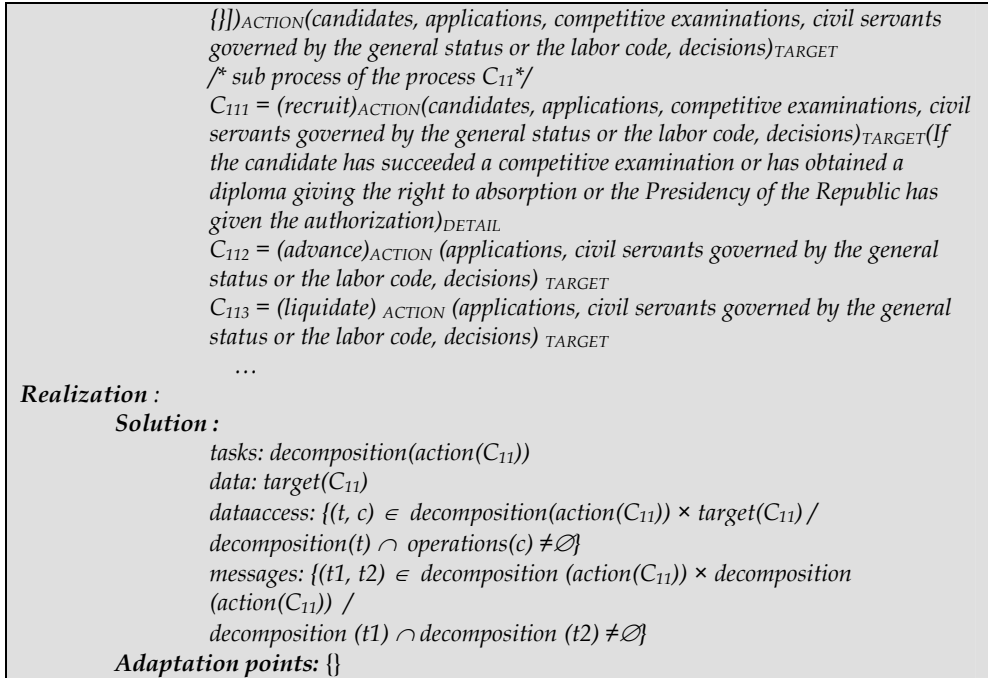 {}])ACTION(candidates, applications, competitive examinations, civil servants
governed by the general status or the labor code, decisions)TARGET
/* sub process of the process C11*/
C111 = (recruit)ACTION(candidates, applications, competitive examinations, civil
servants governed by the general status or the labor code, decisions)TARGET(If
the candidate has succeeded a competitive examination or has obtained a
diploma giving the right to absorption or the Presidency of the Republic has
given the authorization)DETAIL
C112 = (advance)ACTION (applications, civil servants governed by the general
status or the labor code, decisions) TARGET
C113 = (liquidate) ACTION (applications, civil servants governed by the general
status or the labor code, decisions) TARGET
…
Realization :
Solution :
tasks: decomposition(action(C11))
data: target(C11)
dataaccess: {(t, c) ∈ decomposition(action(C11)) × target(C11) /
decomposition(t) ∩ operations(c) ≠∅}
messages: {(t1, t2) ∈ decomposition (action(C11)) × decomposition
(action(C11)) /
decomposition (t1) ∩ decomposition (t2) ≠∅}
Adaptation points: {}